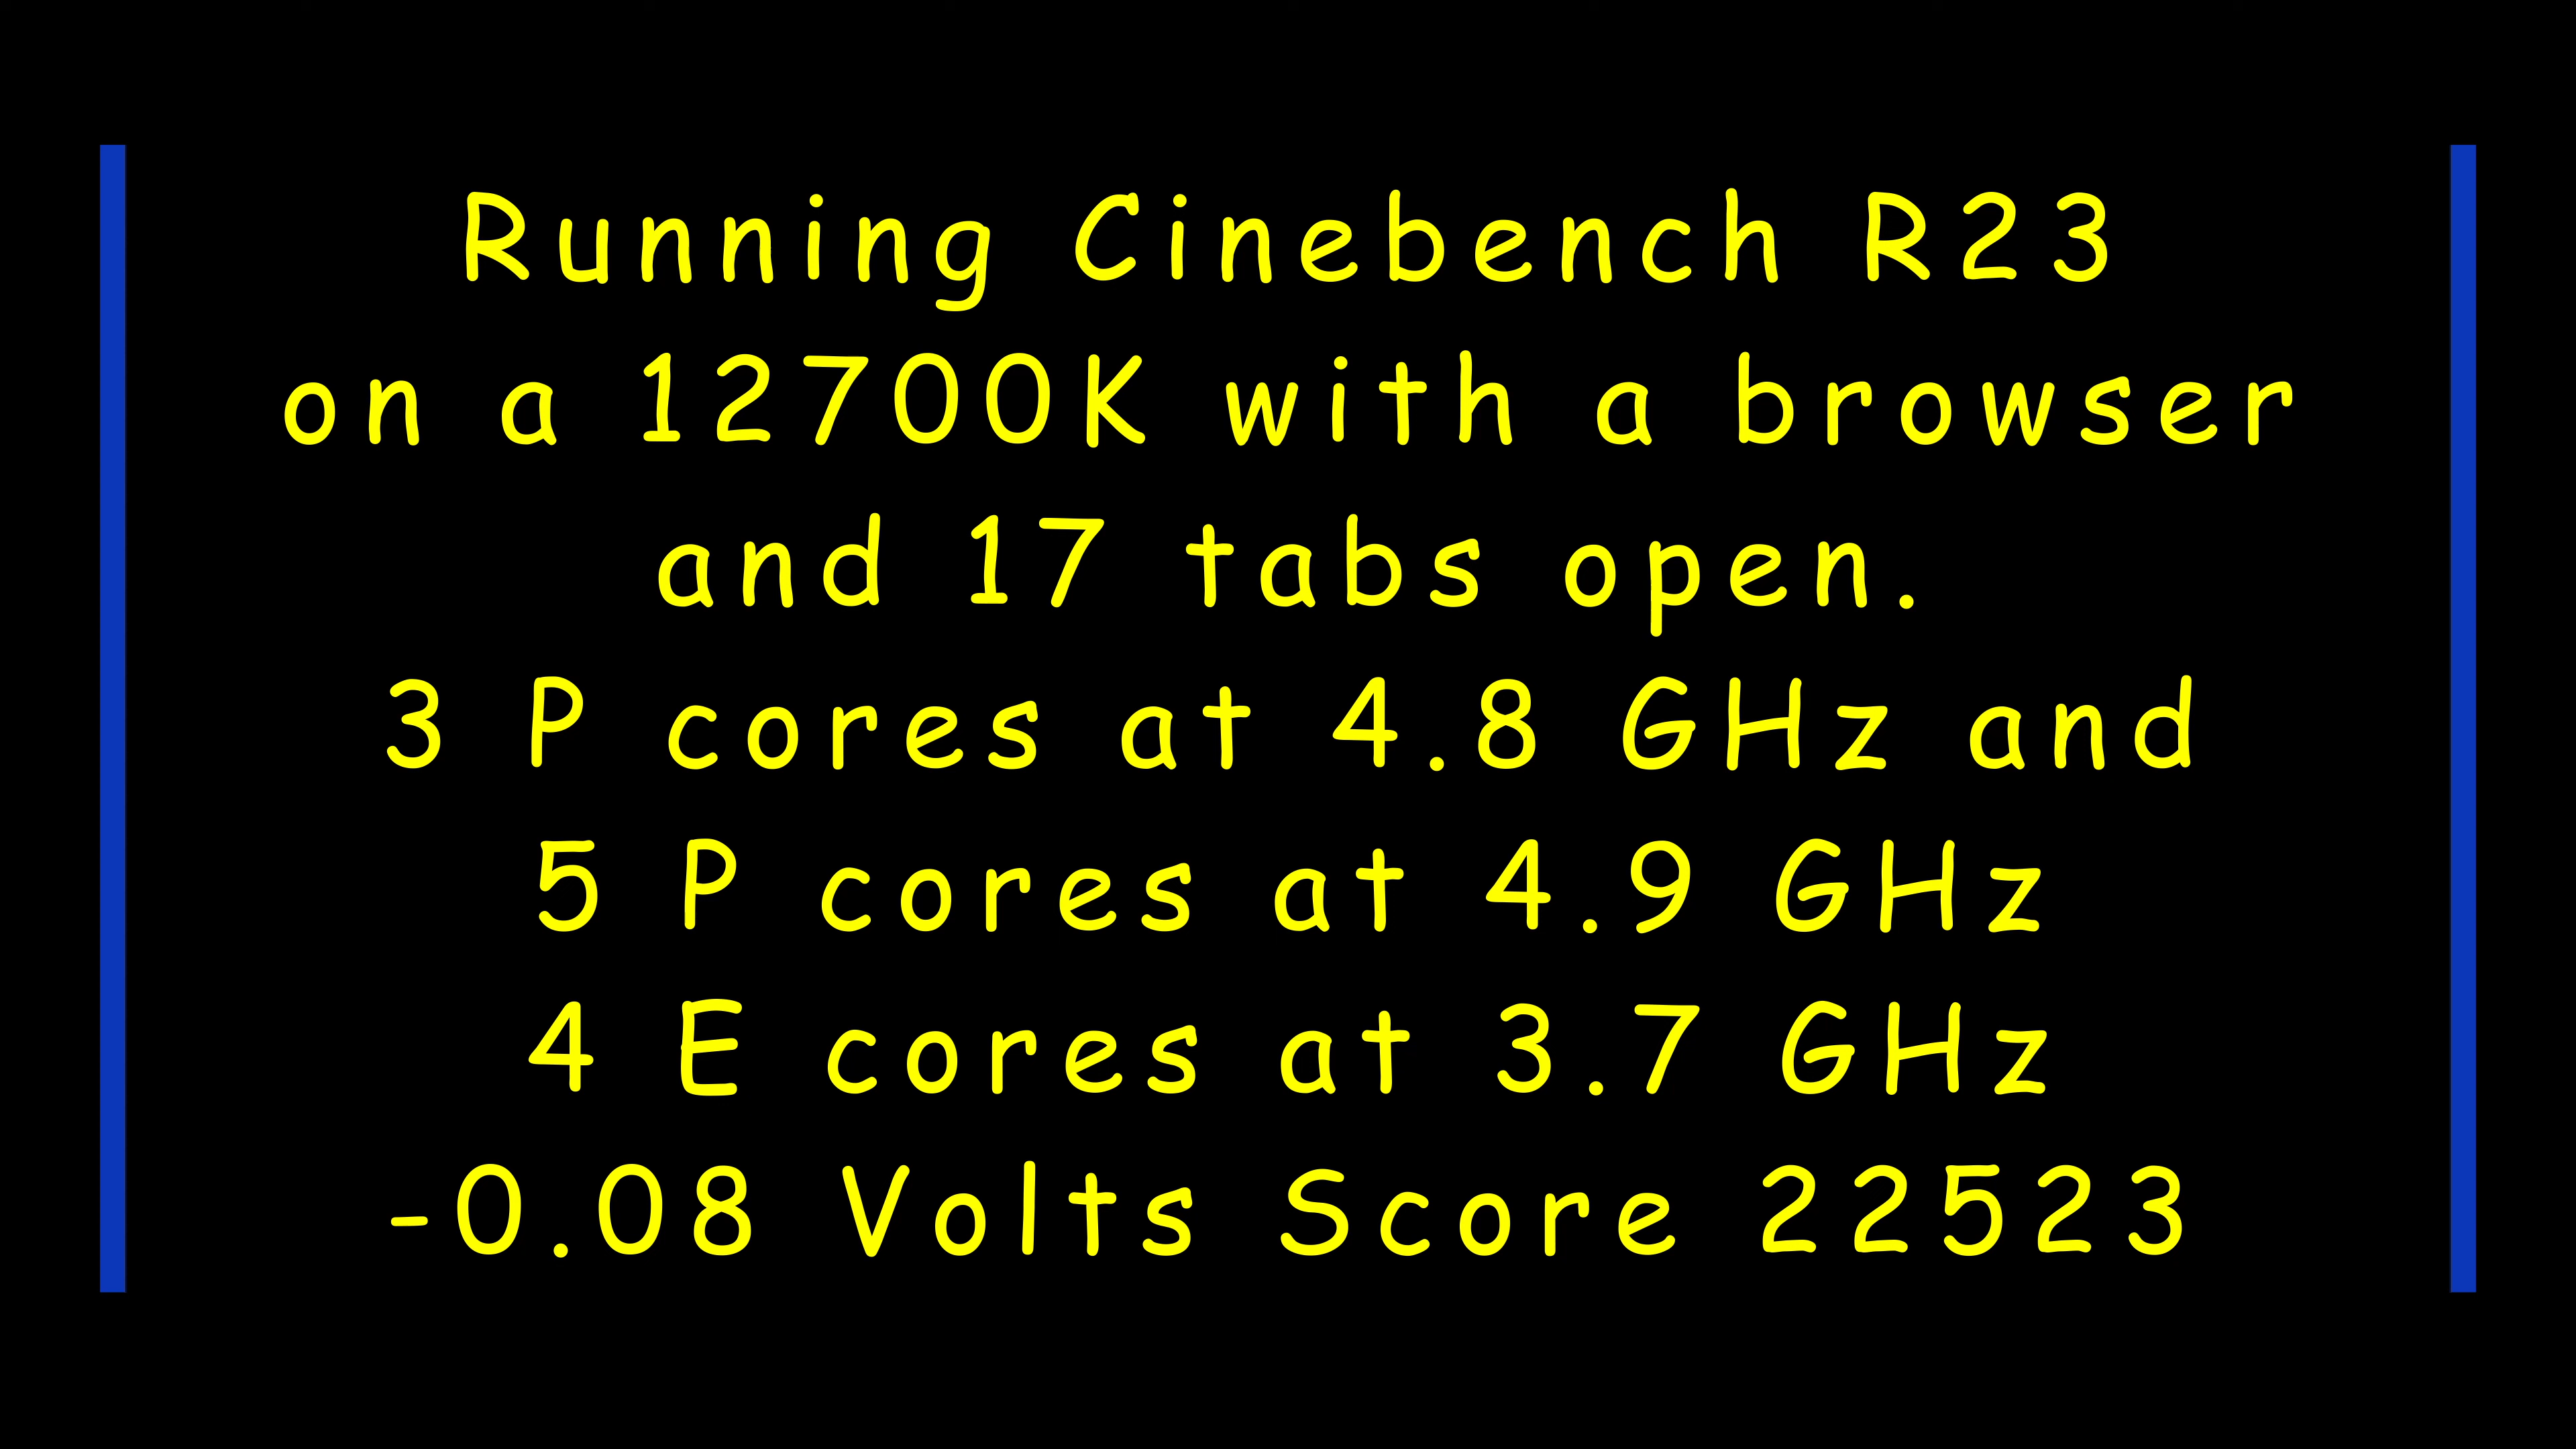 Running Cinebench R23
on a 12700K with a browser
and 17 tabs open.
3 P cores at 4.8 GHz and
5 P cores at 4.9 GHz
4 E cores at 3.7 GHz
-0.08 Volts Score 22523